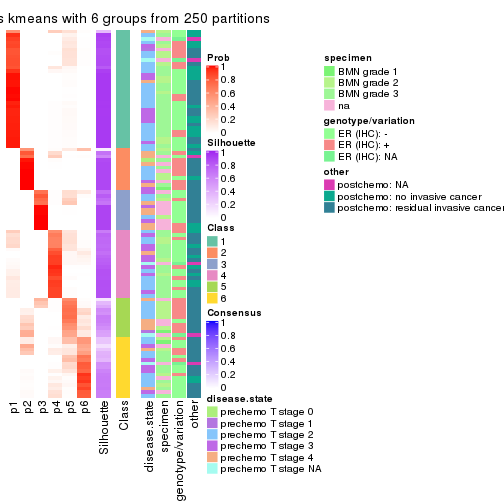 s kmeans with 6 groups from 250 partitions
Prob
1
0.8
0.6
0.4
0.2
0
Silhouette
1
0.8
0.6
0.4
0.2
0
Class
1
2
3
4
5
6
Consensus
1
0.8
0.6
0.4
0.2
0
disease.state
prechemo T stage 0
prechemo T stage 1
prechemo T stage 2
prechemo T stage 3
prechemo T stage 4
prechemo T stage NA
specimen
BMN grade 1
BMN grade 2
BMN grade 3
na
genotype/variation
ER (IHC): -
ER (IHC): +
ER (IHC): NA
other
postchemo: NA
postchemo: no invasive cancer
postchemo: residual invasive cancer
p1
p2
p3
p4
p5
p6
Silhouette
Class
disease.state
specimen
genotype/variation
other